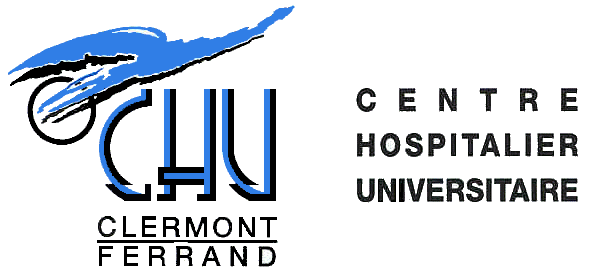 CHU
CLERMONT
FERRAND
CENTRE
HOSPITALIER
UNIVERSITAIRE